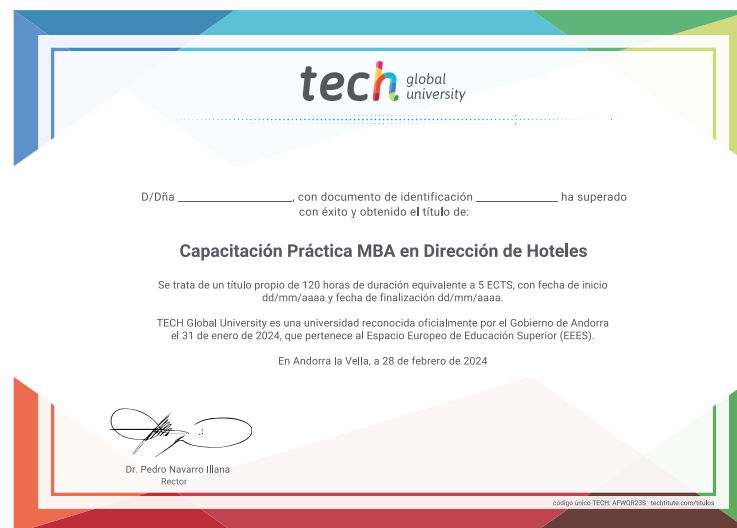 tech global
university
D/Dña ____________________, con documento de identificación ______________ ha superado
con éxito y obtenido el título de:
Capacitación Práctica MBA en Dirección de Hoteles
Se trata de un título propio de 120 horas de duración equivalente a 5 ECTS, con fecha de inicio
dd/mm/aaaa y fecha de finalización dd/mm/aaaa.
TECH Global University es una universidad reconocida oficialmente por el Gobierno de Andorra
el 31 de enero de 2024, que pertenece al Espacio Europeo de Educación Superior (EEES).
En Andorra la Vella, a 28 de febrero de 2024
Dr. Pedro Navarro Illana
Rector
código único TECH: AFWOR23S techtitute.com/titulos